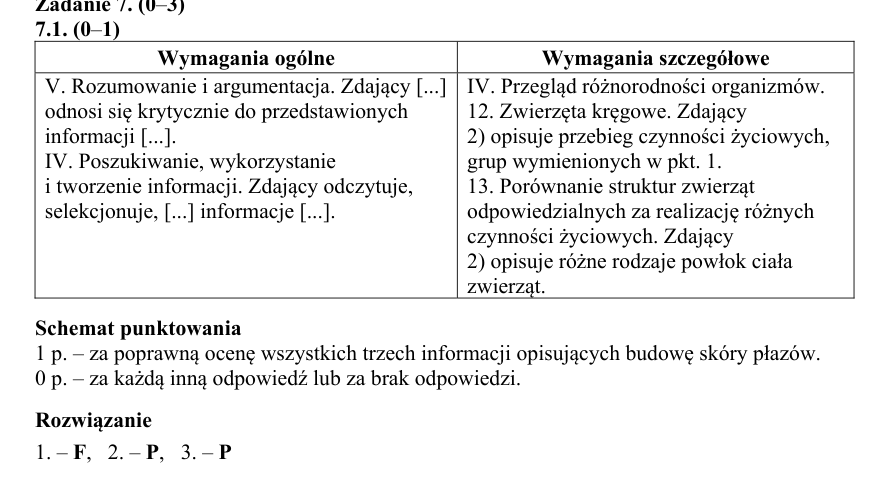 Zadanie 7. (0–3)
7.1. (0–1)
Wymagania ogólne
Wymagania szczegółowe
V. Rozumowanie i argumentacja. Zdający [...]
odnosi się krytycznie do przedstawionych
informacji [...].
IV. Poszukiwanie, wykorzystanie
i tworzenie informacji. Zdający odczytuje,
selekcjonuje, [...] informacje [...].
IV. Przegląd różnorodności organizmów.
12. Zwierzęta kręgowe. Zdający
2) opisuje przebieg czynności życiowych,
grup wymienionych w pkt. 1.
13. Porównanie struktur zwierząt
odpowiedzialnych za realizację różnych
czynności życiowych. Zdający
2) opisuje różne rodzaje powłok ciała
zwierząt.
Schemat punktowania
1 p. – za poprawną ocenę wszystkich trzech informacji opisujących budowę skóry płazów.
0 p. – za każdą inną odpowiedź lub za brak odpowiedzi.
Rozwiązanie
1. – F, 2. – P, 3. – P